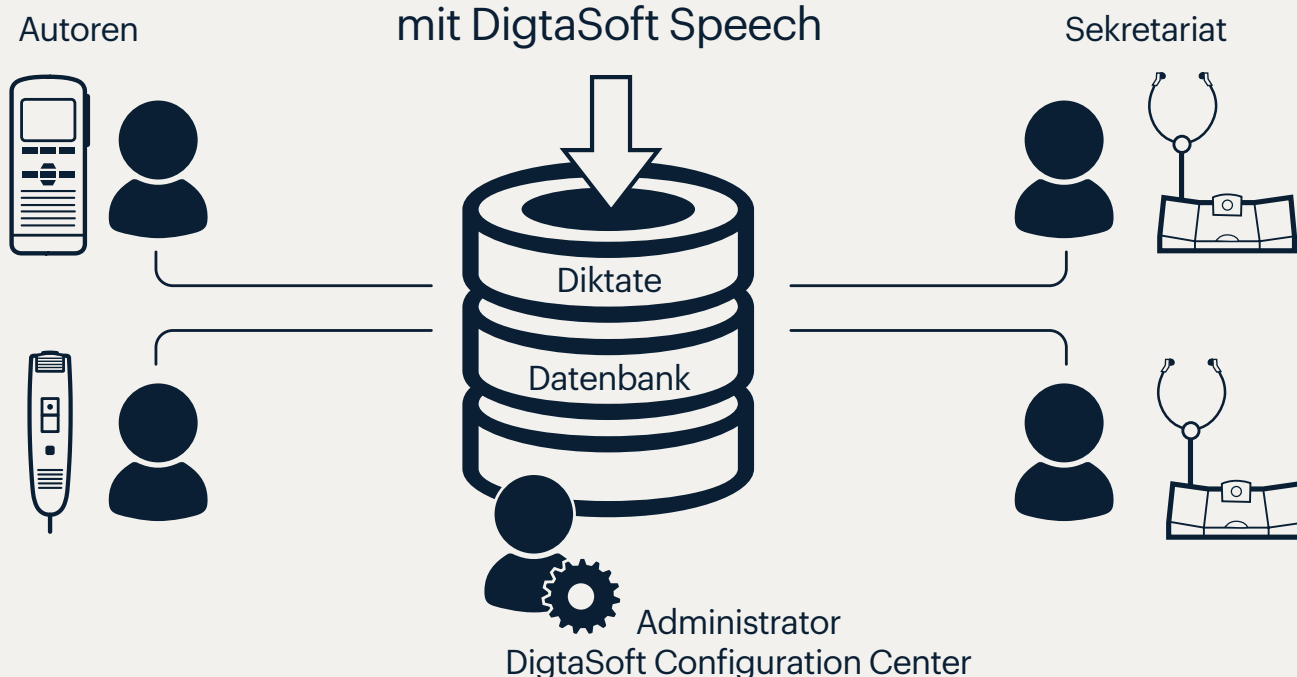 Autoren
mit DigtaSoft Speech
Sekretariat
Diktate
Datenbank
Administrator
DigtaSoft Configuration Center